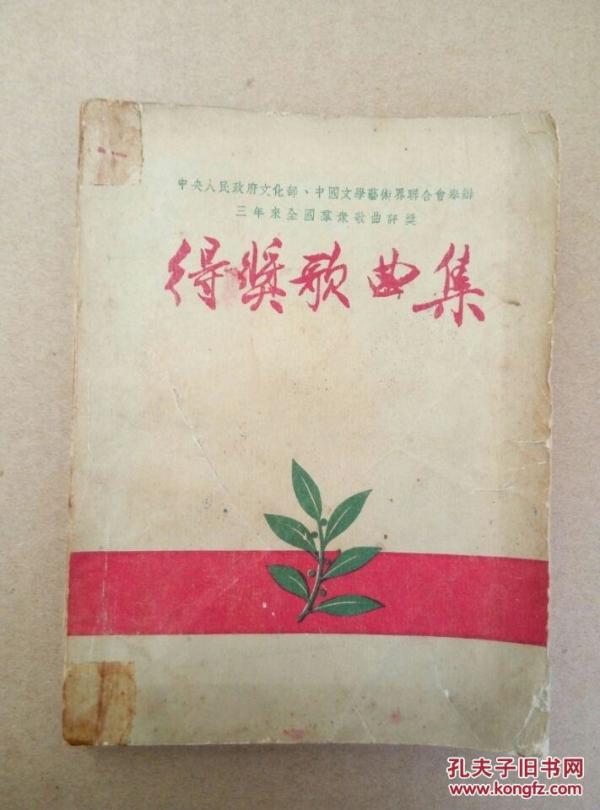 中央人民政府文化部、中國文學藝術界聯合會舉辦
三年來全國羣衆歌曲評獎
得獎歌曲集
孔夫子旧书网
www.kongfz.com